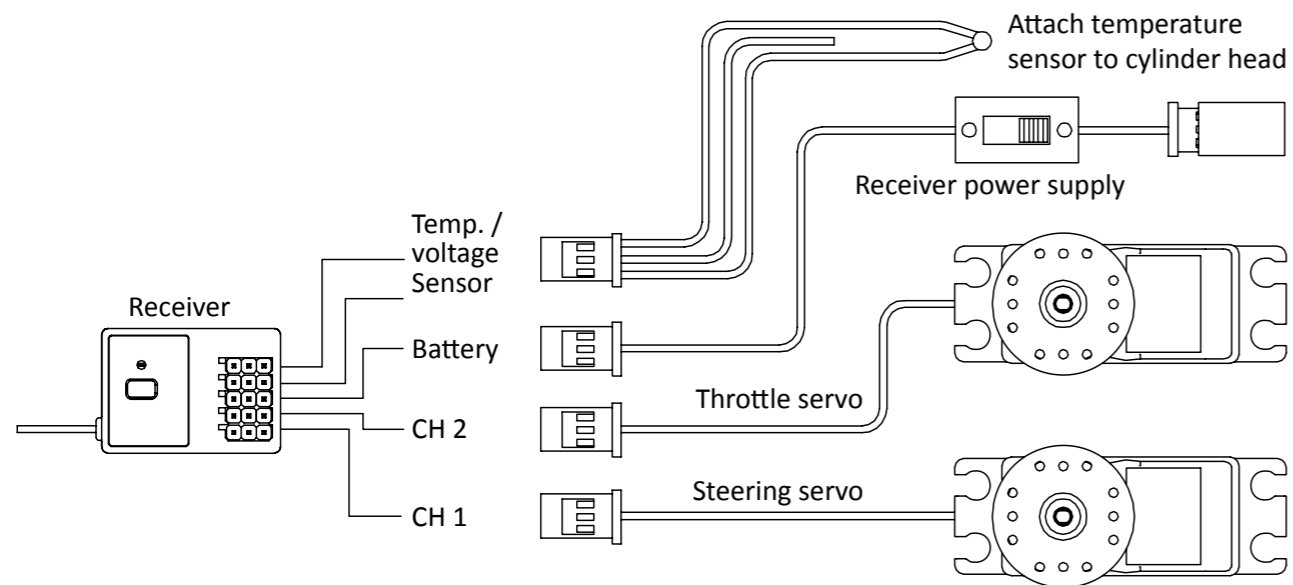 Attach temperature
sensor to cylinder head
Receiver power supply
Temp. /
voltage
Sensor
Receiver
Battery
Throttle servo
CH 2
Steering servo
CH 1